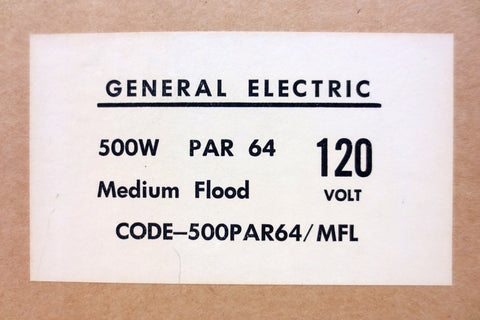 GENERAL ELECTRIC
500W PAR 64 120
Medium Flood VOLT
CODE-500PAR64/MFL